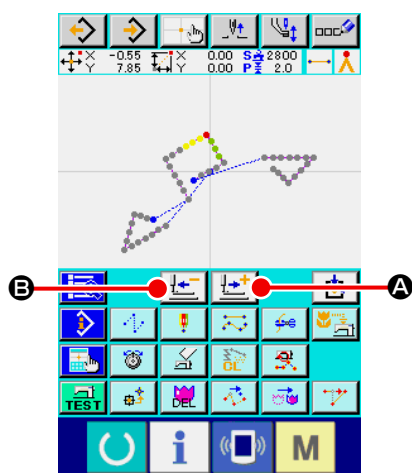 X -0.55 X 0.00 S 2800
Y 7.85 Y 0.00 P 2.0
B A
CL
TEST DEL
i M